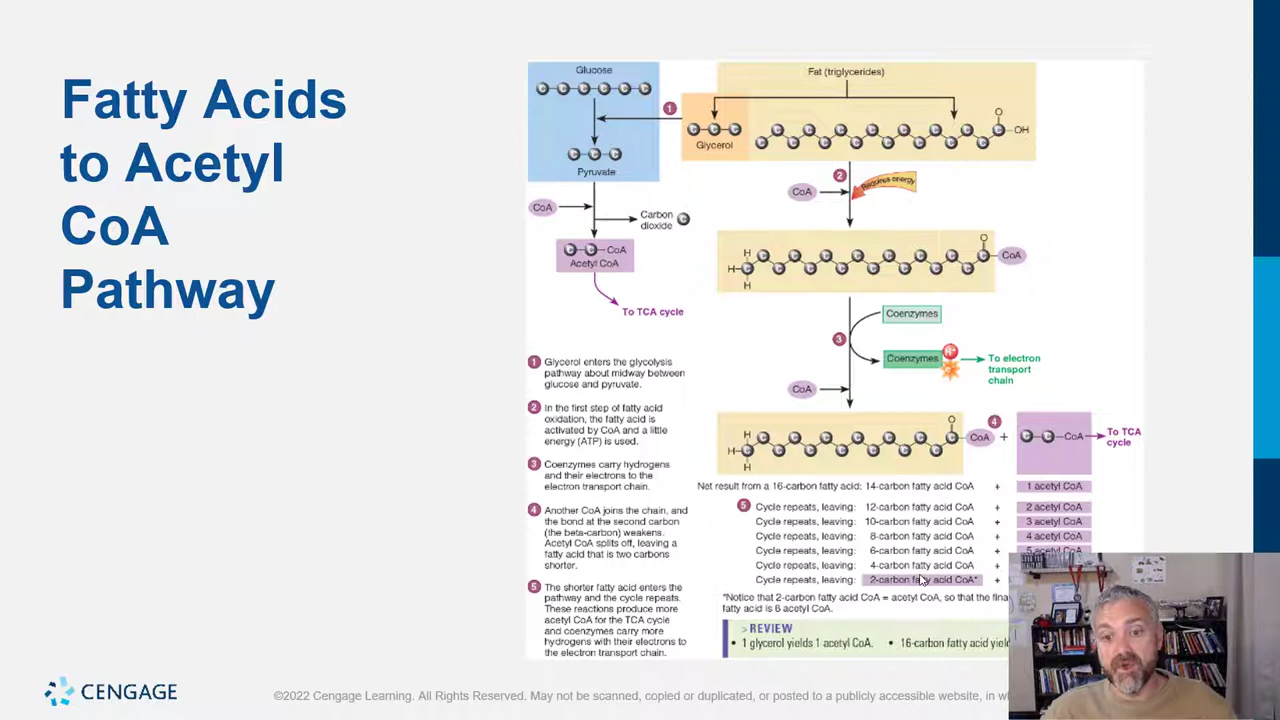 Fatty Acids
to Acetyl
CoA
Pathway
Glucose
C C C C C C
C C C
Pyruvate
CoA
Carbon
dioxide C
C C CoA
Acetyl CoA
To TCA cycle
Fat (triglycerides)
1
C C C
Glycerol
C C C C C C C C C C C C C C C C
O
OH
2
CoA
Requires energy
H
H
H
C C C C C C C C C C C C C C C C
O
CoA
Coenzymes
3
Coenzymes
H+
e-
To electron
transport
chain
CoA
H
H
H
C C C C C C C C C C C C C C
O
CoA
4
+
C C CoA
To TCA
cycle
1 Glycerol enters the glycolysis
pathway about midway between
glucose and pyruvate.
2 In the first step of fatty acid
oxidation, the fatty acid is
activated by CoA and a little
energy (ATP) is used.
3 Coenzymes carry hydrogens
and their electrons to the
electron transport chain.
4 Another CoA joins the chain, and
the bond at the second carbon
(the beta-carbon) weakens.
Acetyl CoA splits off, leaving a
fatty acid that is two carbons
shorter.
5 The shorter fatty acid enters the
pathway and the cycle repeats.
These reactions produce more
acetyl CoA for the TCA cycle
and coenzymes carry more
hydrogens with their electrons to
the electron transport chain.
Net result from a 16-carbon fatty acid: 14-carbon fatty acid CoA + 1 acetyl CoA
5 Cycle repeats, leaving: 12-carbon fatty acid CoA + 2 acetyl CoA
Cycle repeats, leaving: 10-carbon fatty acid CoA + 3 acetyl CoA
Cycle repeats, leaving: 8-carbon fatty acid CoA + 4 acetyl CoA
Cycle repeats, leaving: 6-carbon fatty acid CoA + 5 acetyl CoA
Cycle repeats, leaving: 4-carbon fatty acid CoA +
Cycle repeats, leaving: 2-carbon fatty acid CoA* +
*Notice that 2-carbon fatty acid CoA = acetyl CoA, so that the fina
fatty acid is 8 acetyl CoA.
> REVIEW
• 1 glycerol yields 1 acetyl CoA. • 16-carbon fatty acid yield
CENGAGE
©2022 Cengage Learning. All Rights Reserved. May not be scanned, copied or duplicated, or posted to a publicly accessible website, in w